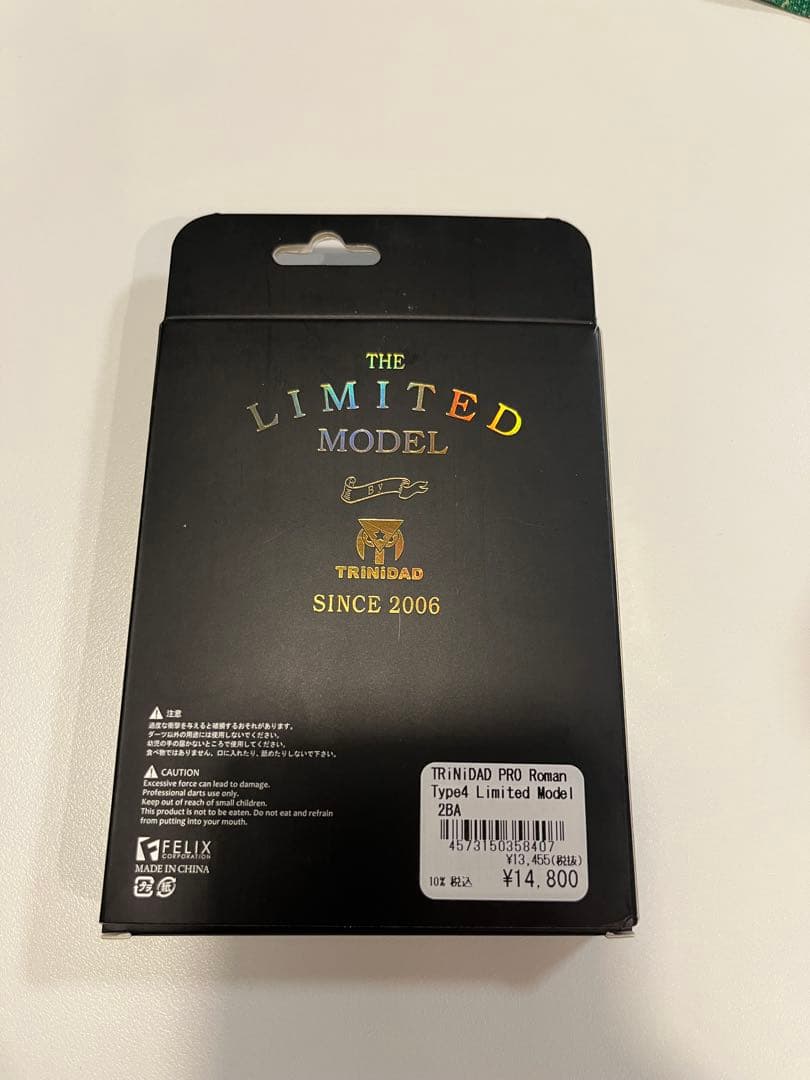 THE
LIMITED
MODEL
BY
TRiNiDAD
SINCE 2006
注意
過度な衝撃を与えると破損するおそれがあります。
ダーツ以外の用途には使用しないでください。
幼児の手の届かないところで使用してください。
食べ物ではありません。口に入れたり、舐めたりしないで下さい。
CAUTION
Excessive force can lead to damage.
Professional darts use only.
Keep out of reach of small children.
This product is not to be eaten. Do not eat and refrain
from putting into your mouth.
FELIX
CORPORATION
MADE IN CHINA
プラ 紙
TRiNiDAD PRO Roman
Type4 Limited Model
2BA
4573150358407
¥13,455(税抜)
10% 税込 ¥14,800